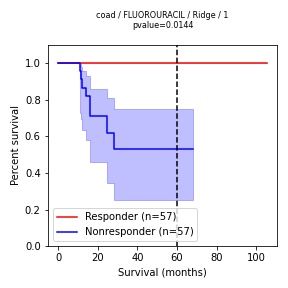 coad / FLUOROURACIL / Ridge / 1
pvalue=0.0144
1.0
0.8
0.6
0.4
0.2
0.0
Percent survival
Responder (n=57)
Nonresponder (n=57)
0
20
40
60
80
100
Survival (months)